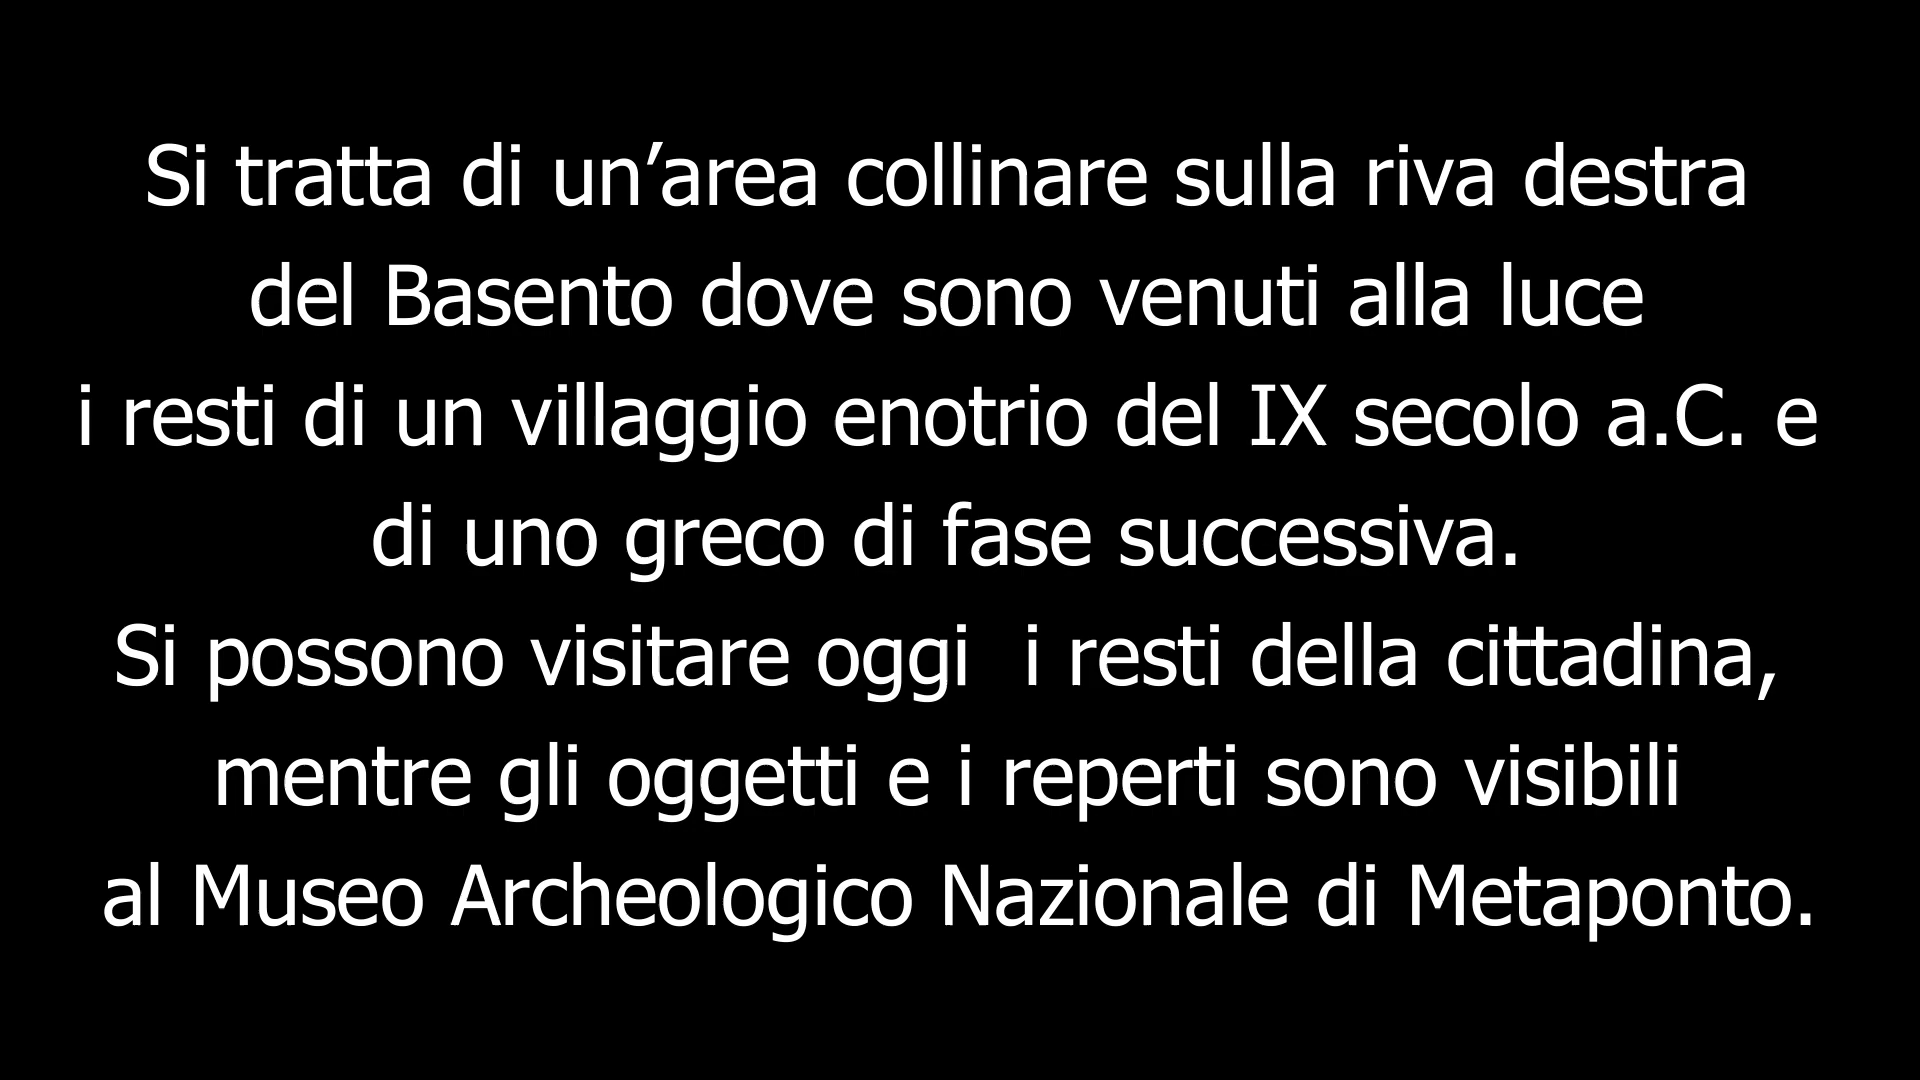 Si tratta di un’area collinare sulla riva destra
del Basento dove sono venuti alla luce
i resti di un villaggio enotrio del IX secolo a.C. e
di uno greco di fase successiva.
Si possono visitare oggi  i resti della cittadina,
mentre gli oggetti e i reperti sono visibili
al Museo Archeologico Nazionale di Metaponto.